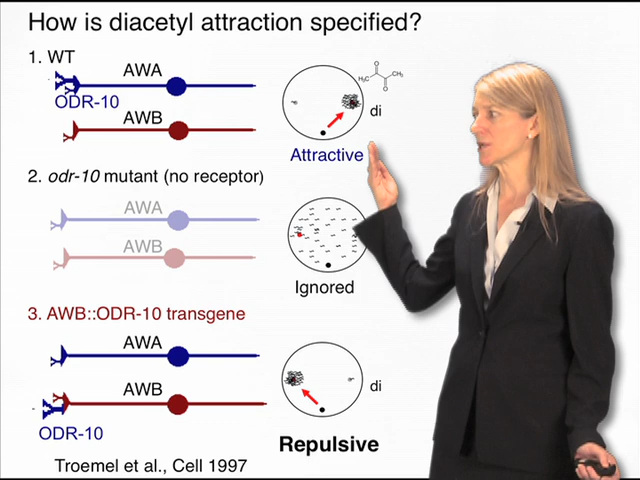 How is diacetyl attraction specified?
1. WT
AWA
ODR-10
AWB
H₃C
O
O
CH₃
di
Attractive
2. odr-10 mutant (no receptor)
AWA
AWB
Ignored
3. AWB::ODR-10 transgene
AWA
AWB
ODR-10
di
Repulsive
Troemel et al., Cell 1997